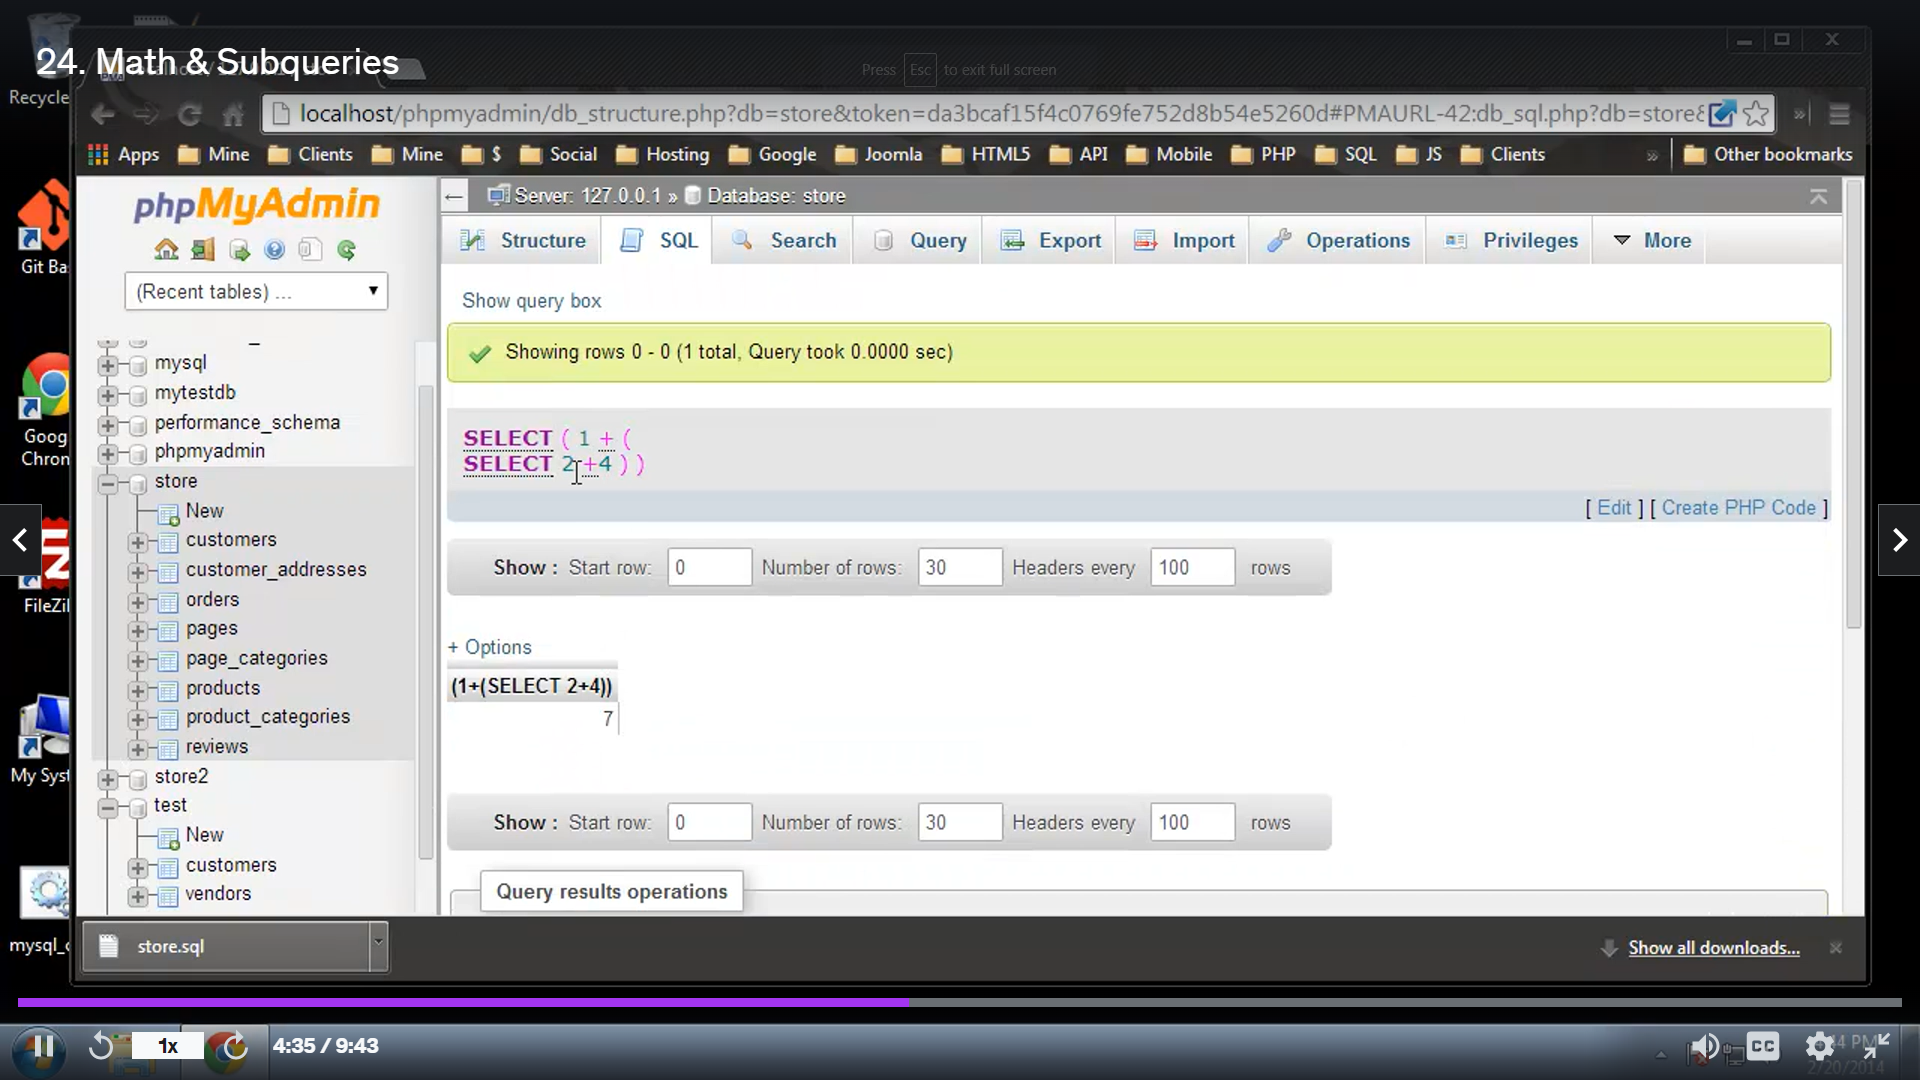 24. Math & Subqueries
Press Esc to exit full screen
Recycle
localhost/phpmyadmin/db_structure.php?db=store&token=da3bcaf15f4c0769fe752d8b54e5260d#PMAURL-42:db_sql.php?db=store&
Apps Mine Clients Mine $ Social Hosting Google Joomla HTML5 API Mobile PHP SQL JS Clients » Other bookmarks
phpMyAdmin
Server: 127.0.0.1 » Database: store
Structure SQL Search Query Export Import Operations Privileges More
Git Ba
(Recent tables) ...
Show query box
Showing rows 0 - 0 (1 total, Query took 0.0000 sec)
mysql
mytestdb
performance_schema
phpmyadmin
store
New
customers
customer_addresses
orders
pages
page_categories
products
product_categories
reviews
store2
test
New
customers
vendors
SELECT ( 1 + (
SELECT 2 +4 ) )
[ Edit ] [ Create PHP Code ]
Show : Start row: 0 Number of rows: 30 Headers every 100 rows
+ Options
(1+(SELECT 2+4))
7
Show : Start row: 0 Number of rows: 30 Headers every 100 rows
Query results operations
Goog
Chron
FileZil
My Syst
mysql_c
store.sql
Show all downloads...
1x
4:35 / 9:43
CC
44 PM
2/20/2014